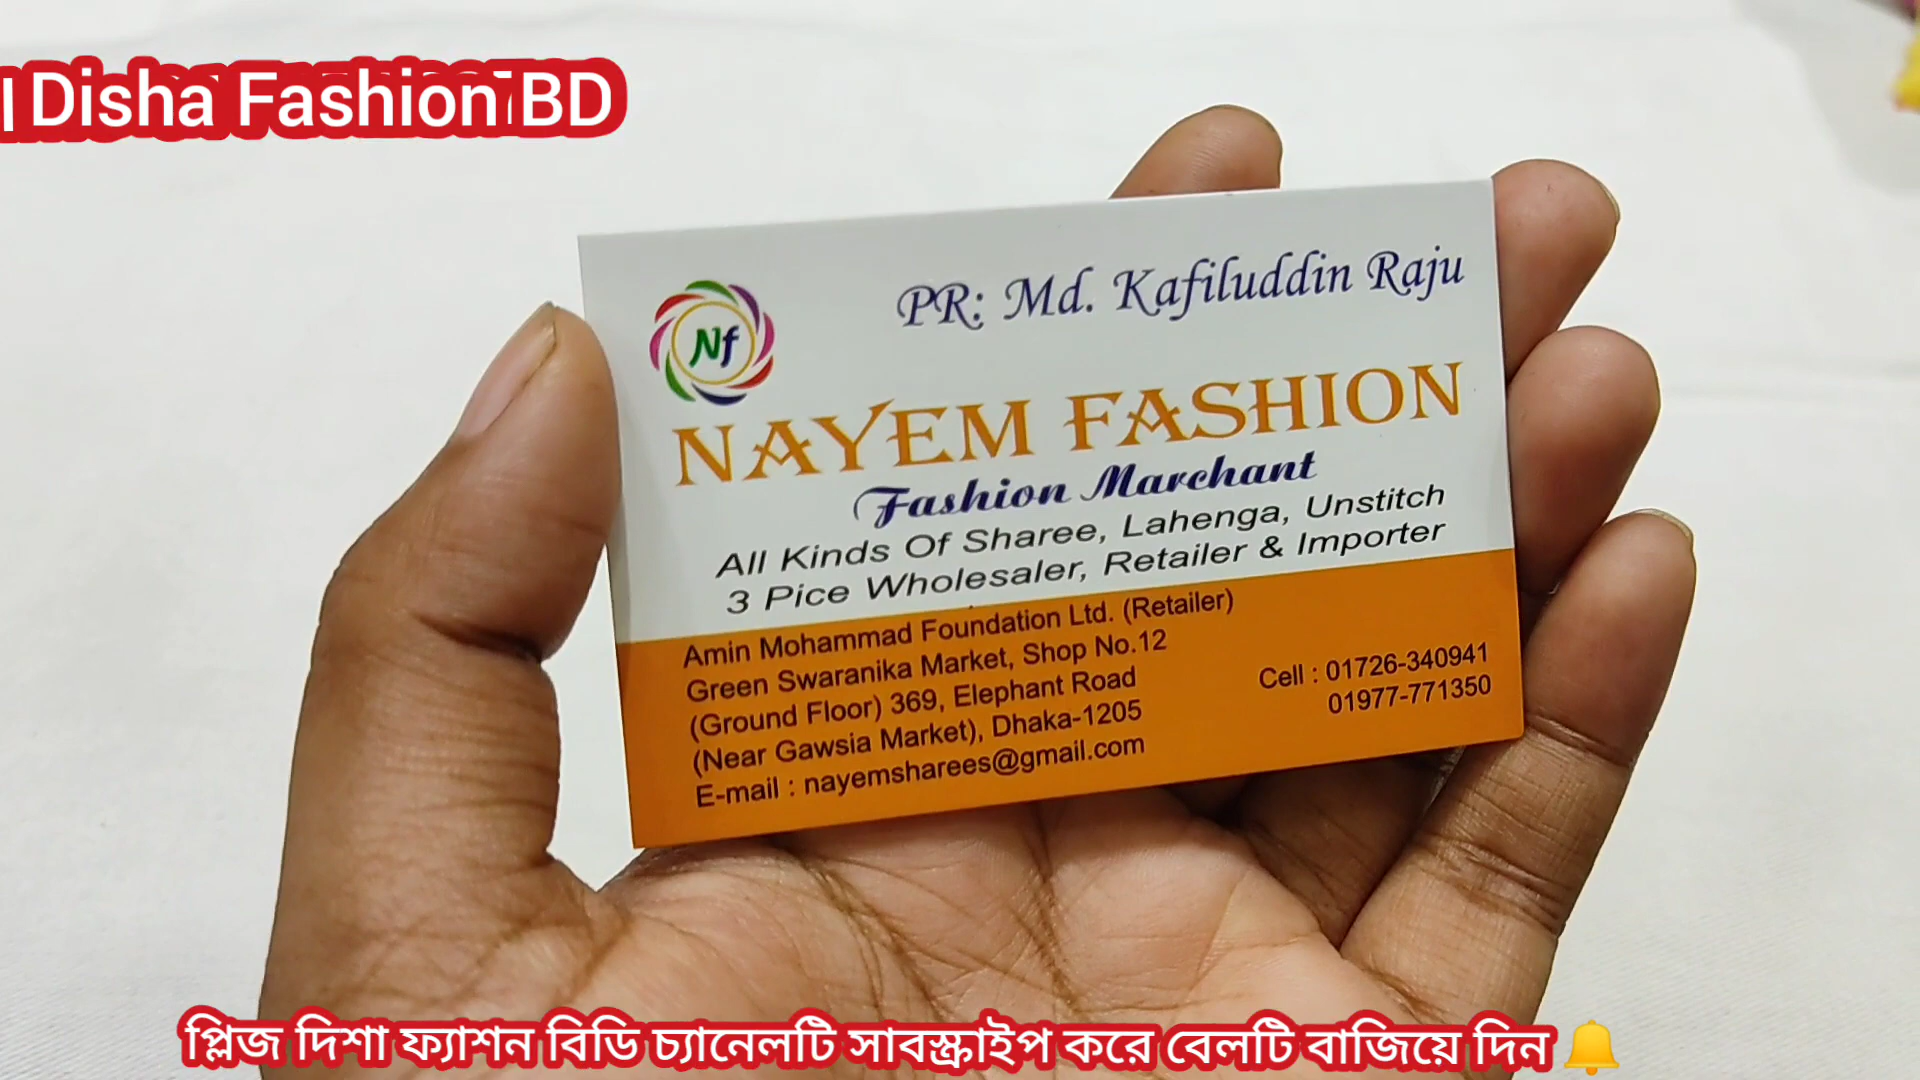 | Disha Fashion BD
Nf
PR: Md. Kafiluddin Raju
NAYEM FASHION
Fashion Marchant
All Kinds Of Sharee, Lahenga, Unstitch
3 Pice Wholesaler, Retailer & Importer
Amin Mohammad Foundation Ltd. (Retailer)
Green Swaranika Market, Shop No.12
(Ground Floor) 369, Elephant Road
(Near Gawsia Market), Dhaka-1205
E-mail : nayemsharees@gmail.com
Cell : 01726-340941
01977-771350
প্লিজ দিশা ফ্যাশন বিডি চ্যানেলটি সাবস্ক্রাইপ করে বেলটি বাজিয়ে দিন 🔔